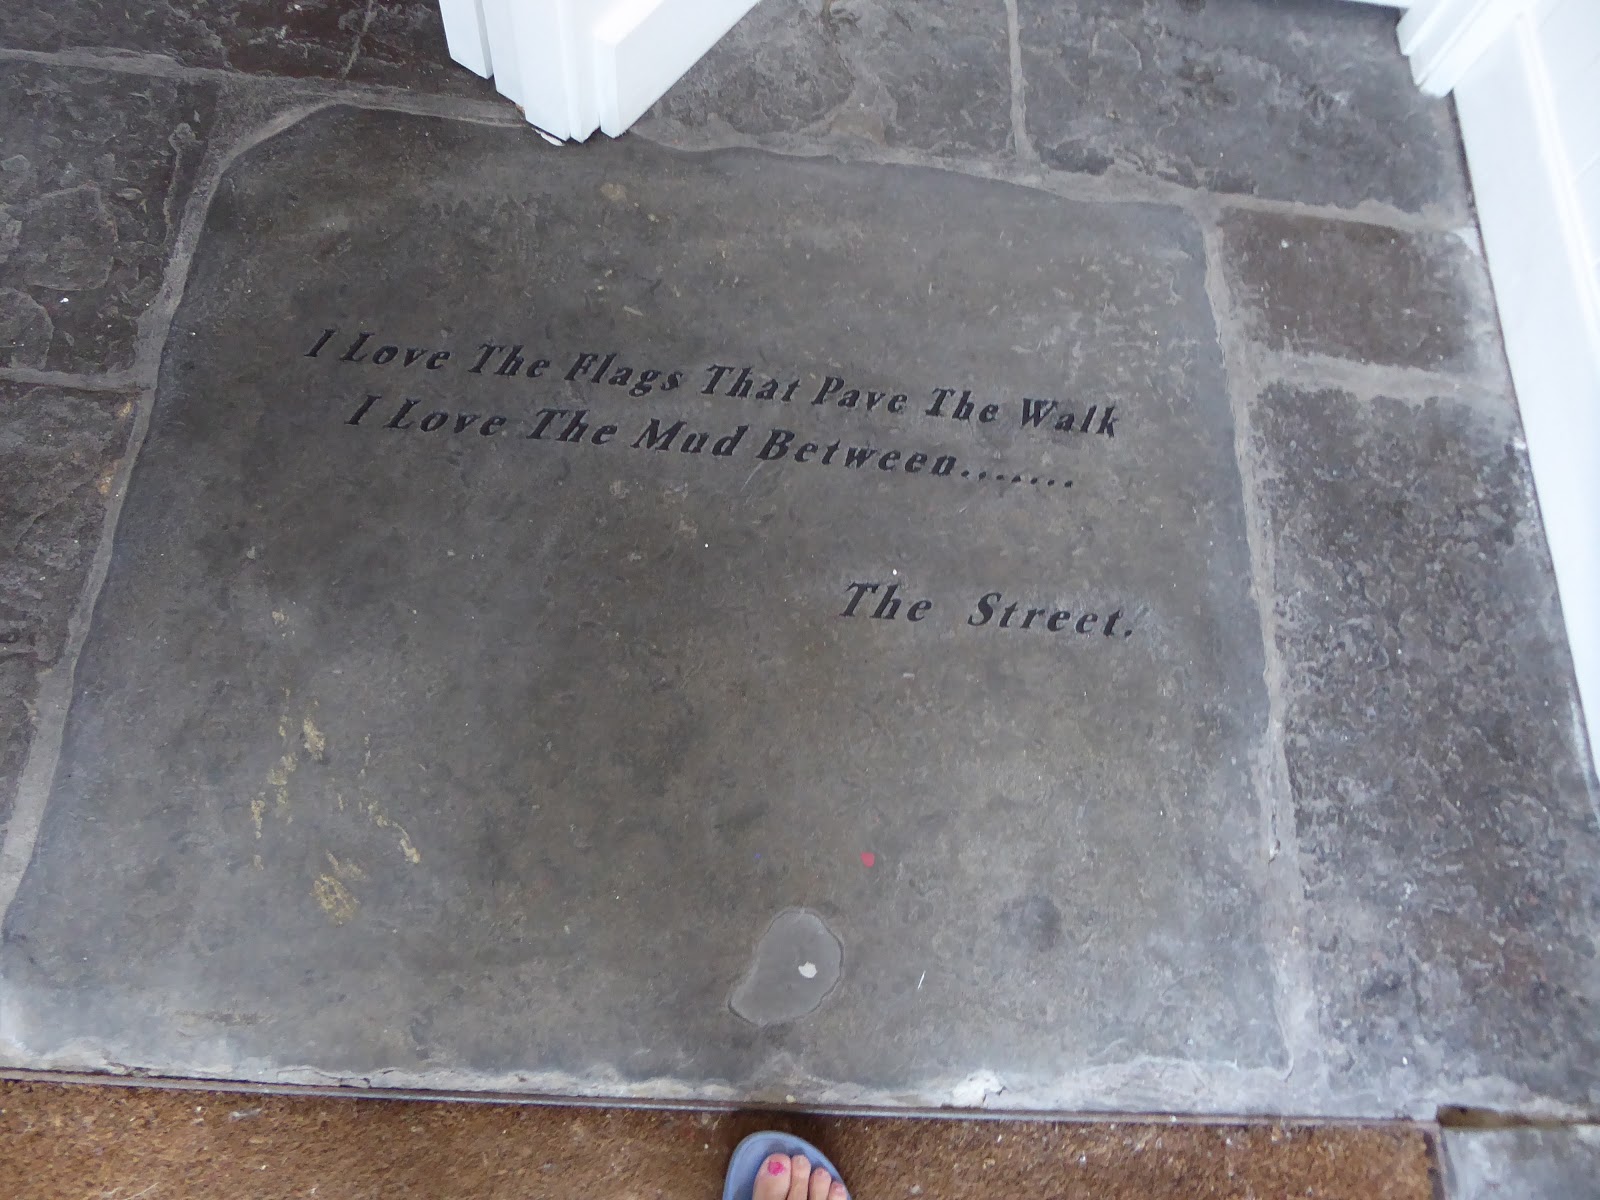 I Love The Flags That Pave The Walk
I Love The Mud Between.......
The Street.